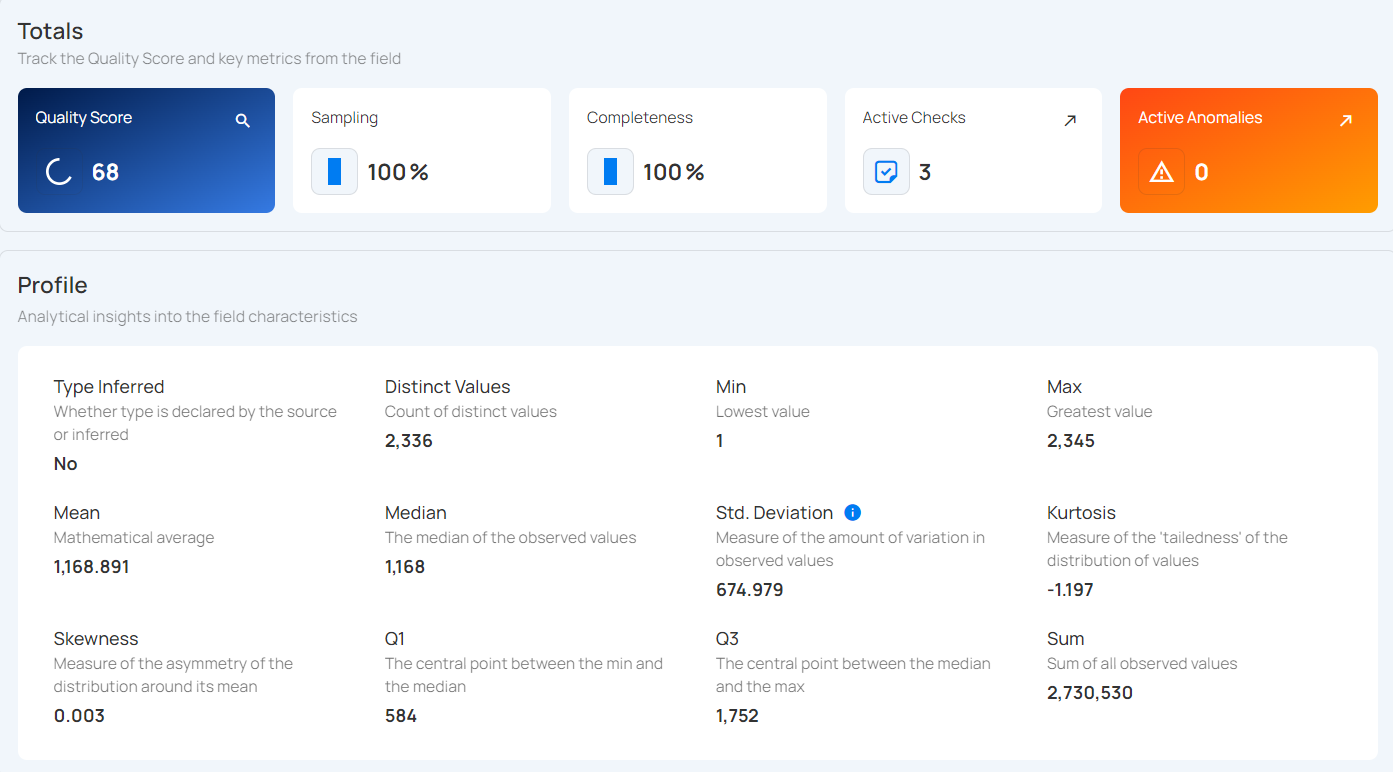 Totals
Track the Quality Score and key metrics from the field
Quality Score
68
Sampling
100 %
Completeness
100 %
Active Checks
3
Active Anomalies
0
Profile
Analytical insights into the field characteristics
Type Inferred
Whether type is declared by the source
or inferred
No
Distinct Values
Count of distinct values
2,336
Min
Lowest value
1
Max
Greatest value
2,345
Mean
Mathematical average
1,168.891
Median
The median of the observed values
1,168
Std. Deviation
Measure of the amount of variation in
observed values
674.979
Kurtosis
Measure of the 'tailedness' of the
distribution of values
-1.197
Skewness
Measure of the asymmetry of the
distribution around its mean
0.003
Q1
The central point between the min and
the median
584
Q3
The central point between the median
and the max
1,752
Sum
Sum of all observed values
2,730,530